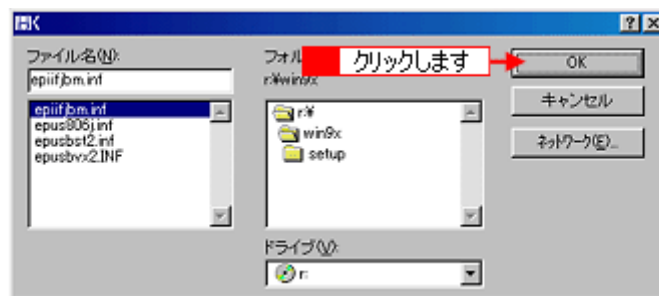 開く
ファイル名(N):
epiifjbm.inf
epiifjbm.inf
epus806j.inf
epusbst2.inf
epusbvx2.INF
フォル
r:¥win9x
r:¥
win9x
setup
ドライブ(V):
r:
クリックします
OK
キャンセル
ネットワーク(E)...